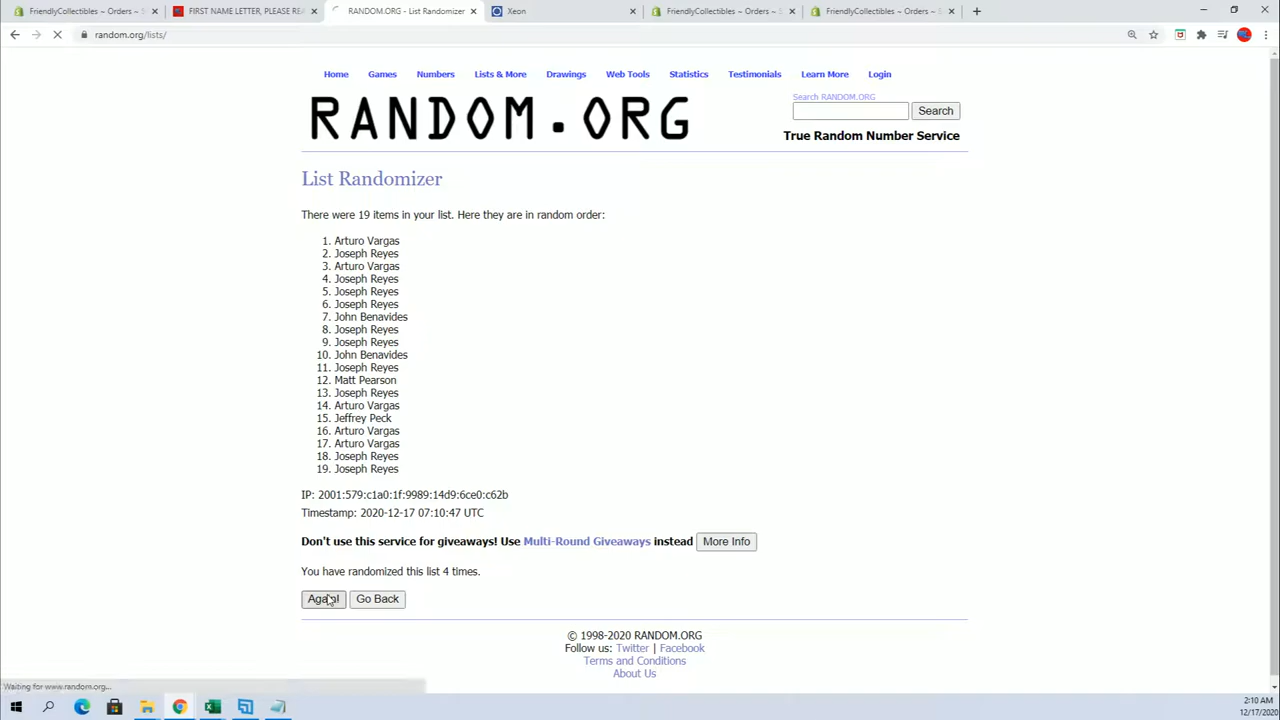 FriendlyCollectibles ~ Orders ~ S
FIRST NAME LETTER, PLEASE RE
RANDOM.ORG - List Randomizer
Xeon
FriendlyCollectibles ~ Orders ~ S
FriendlyCollectibles ~ Orders ~ S
random.org/lists/
Home Games Numbers Lists & More Drawings Web Tools Statistics Testimonials Learn More Login
Search RANDOM.ORG
RANDOM.ORG
Search
True Random Number Service
List Randomizer
There were 19 items in your list. Here they are in random order:
1. Arturo Vargas
2. Joseph Reyes
3. Arturo Vargas
4. Joseph Reyes
5. Joseph Reyes
6. Joseph Reyes
7. John Benavides
8. Joseph Reyes
9. Joseph Reyes
10. John Benavides
11. Joseph Reyes
12. Matt Pearson
13. Joseph Reyes
14. Arturo Vargas
15. Jeffrey Peck
16. Arturo Vargas
17. Arturo Vargas
18. Joseph Reyes
19. Joseph Reyes
IP: 2001:579:c1a0:1f:9989:14d9:6ce0:c62b
Timestamp: 2020-12-17 07:10:47 UTC
Don't use this service for giveaways! Use Multi-Round Giveaways instead More Info
You have randomized this list 4 times.
Again! Go Back
© 1998-2020 RANDOM.ORG
Follow us: Twitter | Facebook
Terms and Conditions
About Us
Waiting for www.random.org...
2:10 AM
12/17/2020